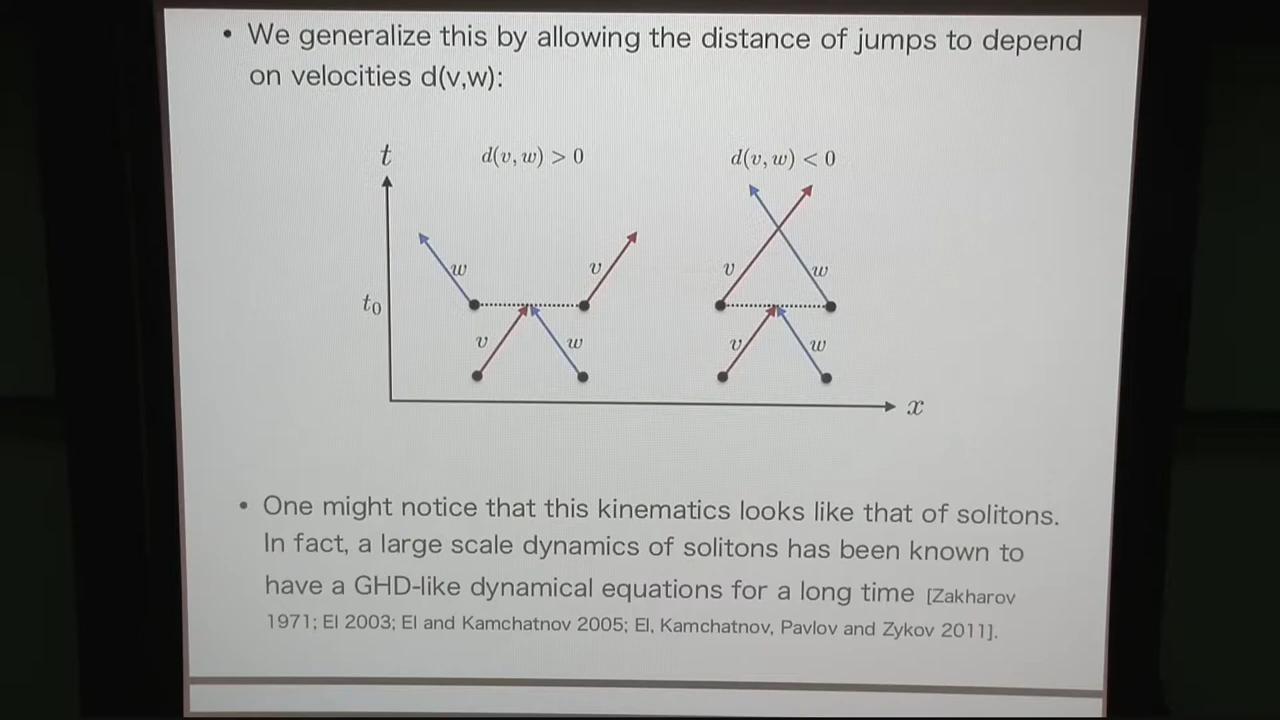 • We generalize this by allowing the distance of jumps to depend
on velocities d(v,w):
t
d(v, w) > 0
d(v, w) < 0
w
v
v
w
t₀
v
w
v
w
x
• One might notice that this kinematics looks like that of solitons.
In fact, a large scale dynamics of solitons has been known to
have a GHD-like dynamical equations for a long time [Zakharov
1971; El 2003; El and Kamchatnov 2005; El, Kamchatnov, Pavlov and Zykov 2011].